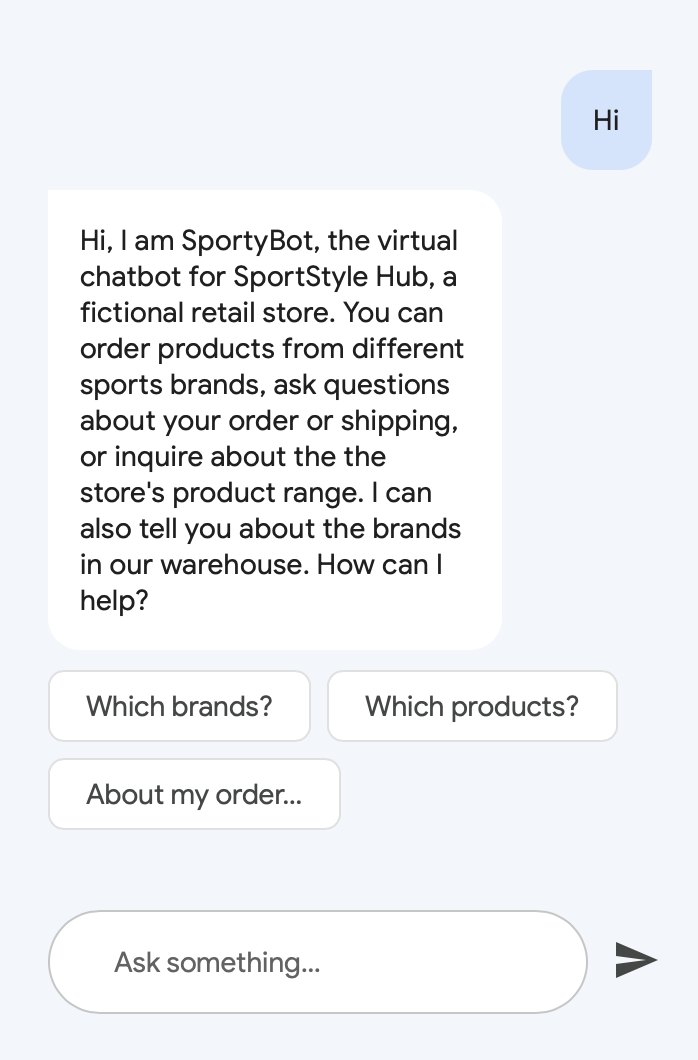 Hi
Hi, I am SportyBot, the virtual
chatbot for SportStyle Hub, a
fictional retail store. You can
order products from different
sports brands, ask questions
about your order or shipping,
or inquire about the the
store's product range. I can
also tell you about the brands
in our warehouse. How can I
help?
Which brands?
Which products?
About my order...
Ask something...